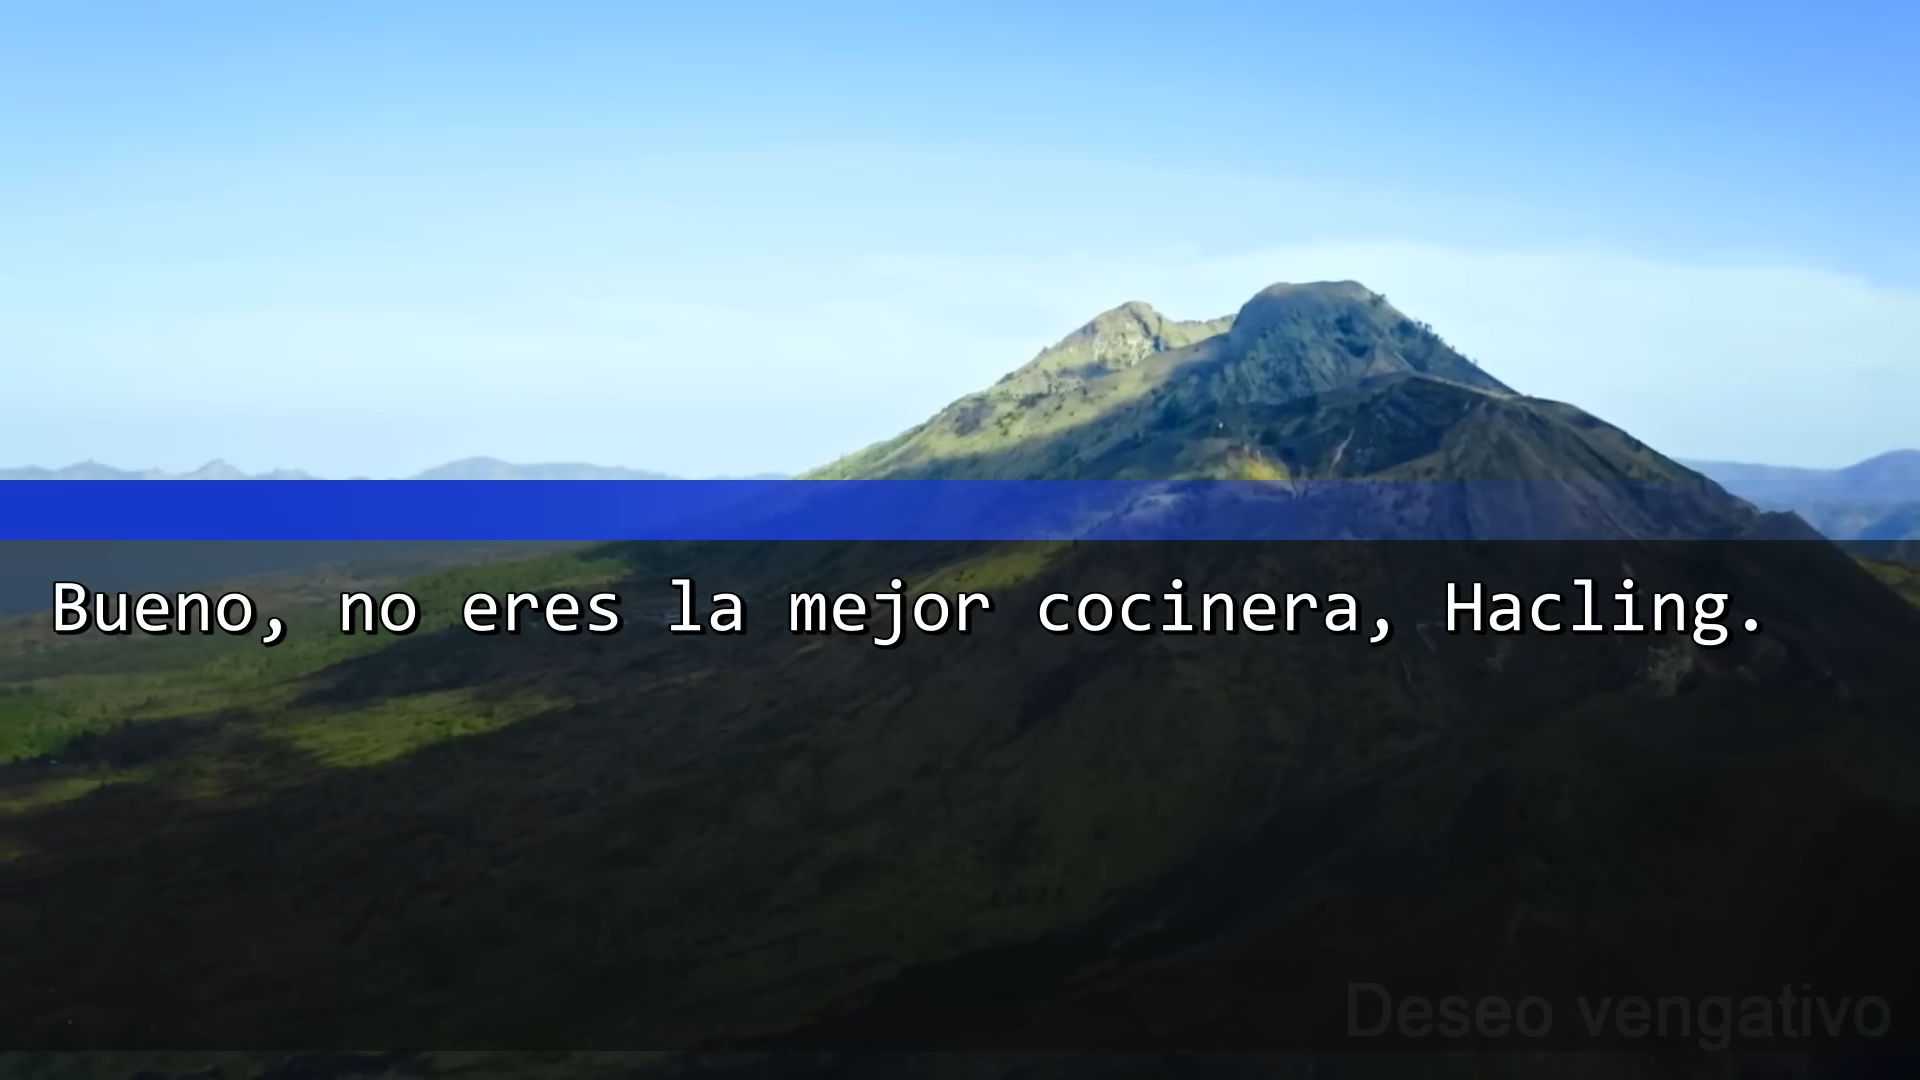 Bueno, no eres la mejor cocinera, Hacling.
Deseo vengativo